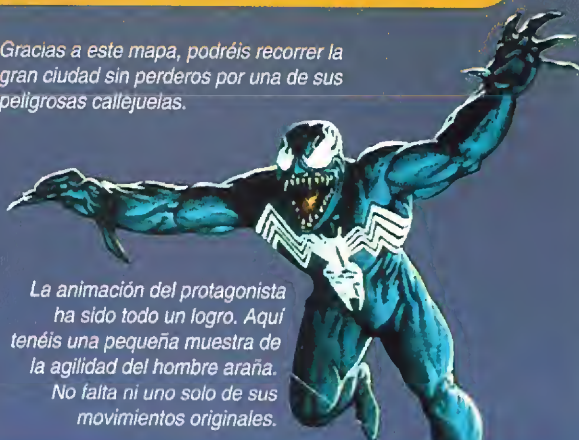 Gracias a este mapa, podréis recorrer la
gran ciudad sin perderos por una de sus
peligrosas callejuelas.
La animación del protagonista
ha sido todo un logro. Aquí
tenéis una pequeña muestra de
la agilidad del hombre araña.
No falta ni uno solo de sus
movimientos originales.